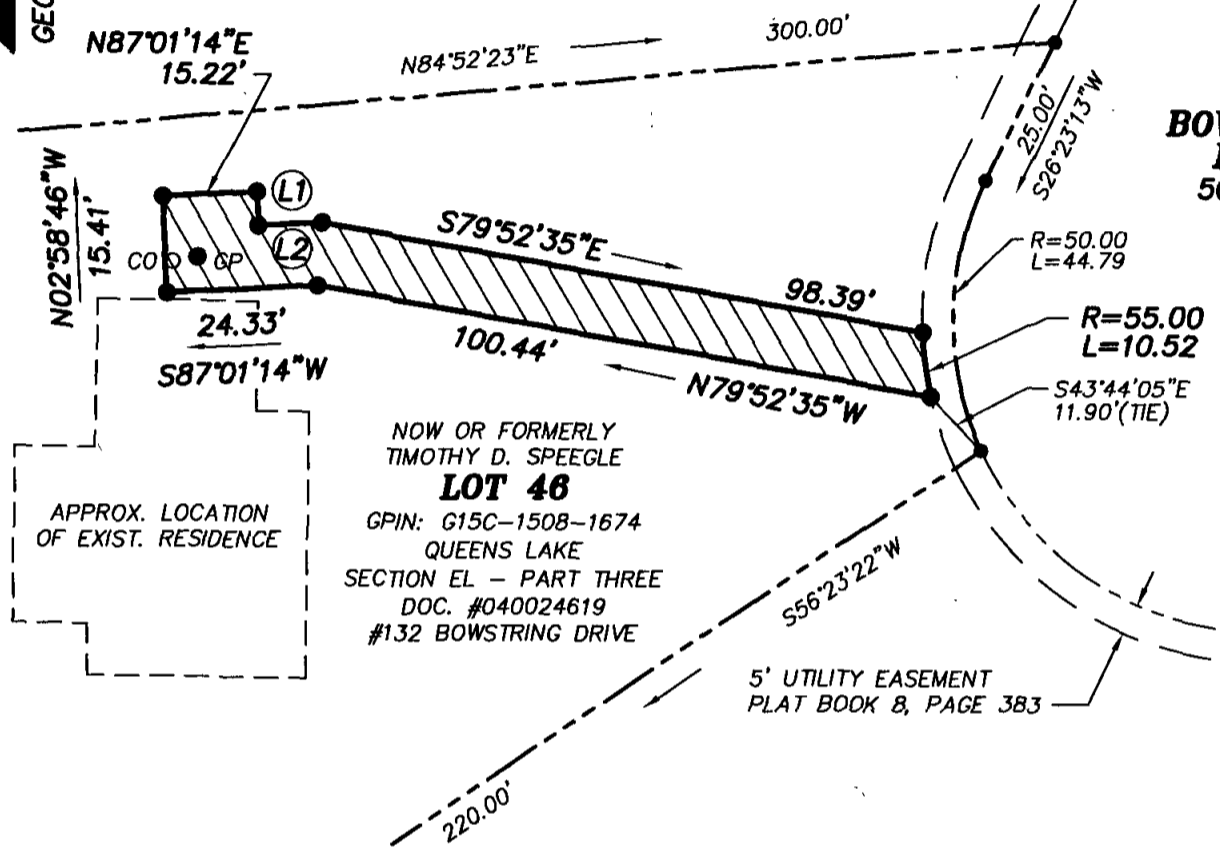 GEO
N87°01'14"E
15.22'
N84°52'23"E
300.00'
25.00'
S26°23'13"W
BOW
50
N02°58'46"W
15.41'
L1
L2
CO
GP
S79°52'35"E
98.39'
R=50.00
L=44.79
R=55.00
L=10.52
24.33'
S87°01'14"W
100.44'
N79°52'35"W
S43°44'05"E
11.90'(TIE)
NOW OR FORMERLY
TIMOTHY D. SPEEGLE
LOT 46
GPIN: G15C-1508-1674
QUEENS LAKE
SECTION EL - PART THREE
DOC. #040024619
#132 BOWSTRING DRIVE
APPROX. LOCATION
OF EXIST. RESIDENCE
S56°23'22"W
220.00'
5' UTILITY EASEMENT
PLAT BOOK 8, PAGE 383